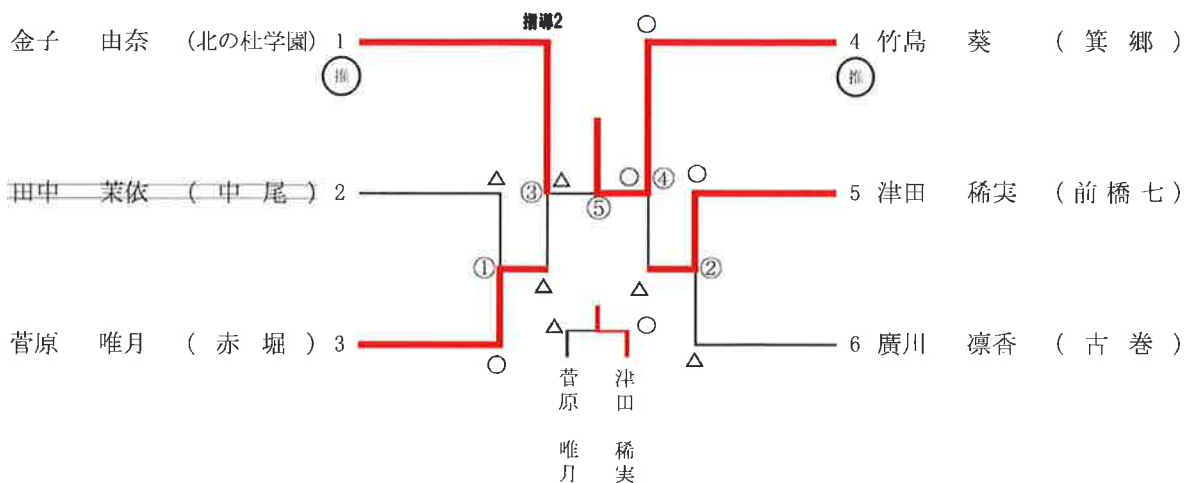 指導2
金子 由奈 (北の杜学園) 1
推
○
4 竹島 葵 (箕郷)
推
田中 茉依 (中尾) 2
△
③
△
⑤
○
④
○
5 津田 稀実 (前橋七)
①
②
△
△
菅原 唯月 (赤堀) 3
○
△
○
△
6 廣川 凛香 (古巻)
菅原 唯月
津田 稀実